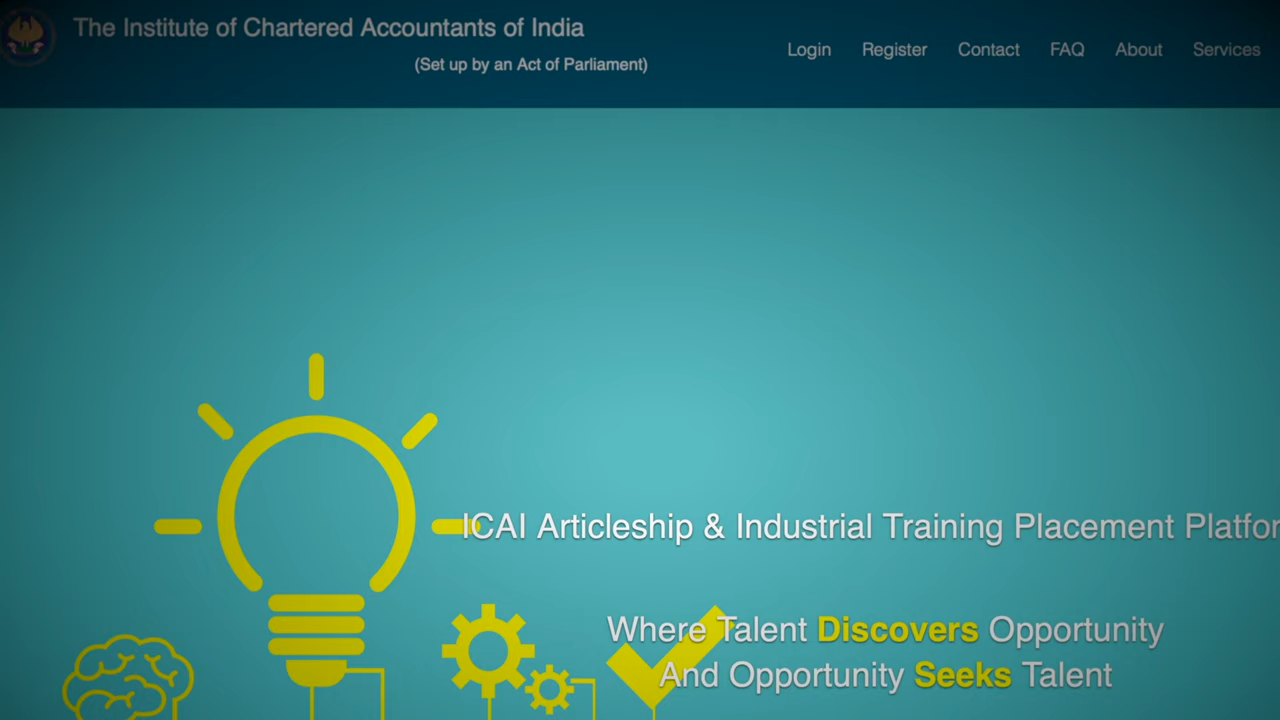 The Institute of Chartered Accountants of India
(Set up by an Act of Parliament)
Login Register Contact FAQ About Services
ICAI Articleship & Industrial Training Placement Platfor
Where Talent Discovers Opportunity
And Opportunity Seeks Talent